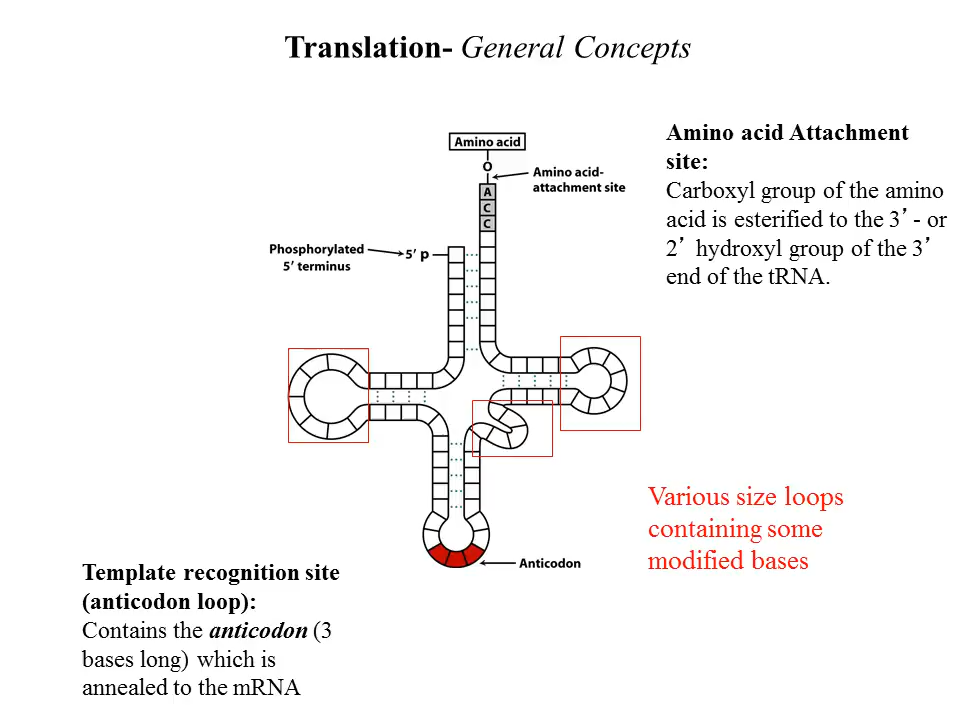 Translation- General Concepts
Amino acid Attachment
site:
Carboxyl group of the amino
acid is esterified to the 3’- or
2’ hydroxyl group of the 3’
end of the tRNA.
Amino acid
O
Amino acid-
attachment site
A
C
C
Phosphorylated
5′ terminus
5′ p
Various size loops
containing some
modified bases
Anticodon
Template recognition site
(anticodon loop):
Contains the anticodon (3
bases long) which is
annealed to the mRNA